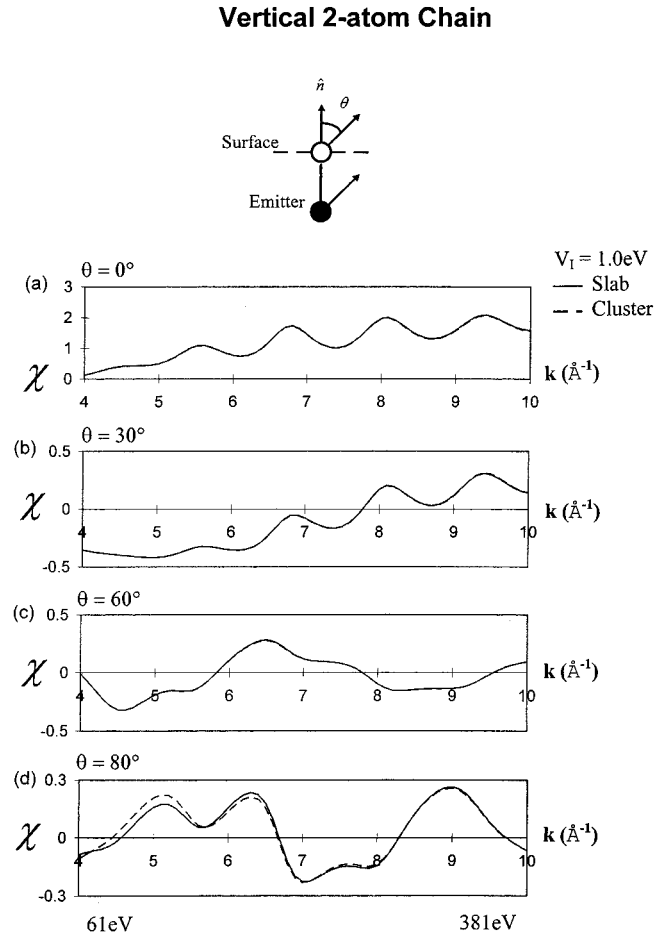 Vertical 2-atom Chain
n̂
θ
Surface
Emitter
V_I = 1.0eV
Slab
Cluster
(a) θ = 0°
3
2
1
0
χ
4 5 6 7 8 9 10
k (Å⁻¹)
(b) θ = 30°
0.5
0
-0.5
χ
4 5 6 7 8 9 10
k (Å⁻¹)
(c) θ = 60°
0.5
0
-0.5
χ
4 5 6 7 8 9 10
k (Å⁻¹)
(d) θ = 80°
0.3
0
-0.3
χ
4 5 6 7 8 9 10
k (Å⁻¹)
61eV 381eV